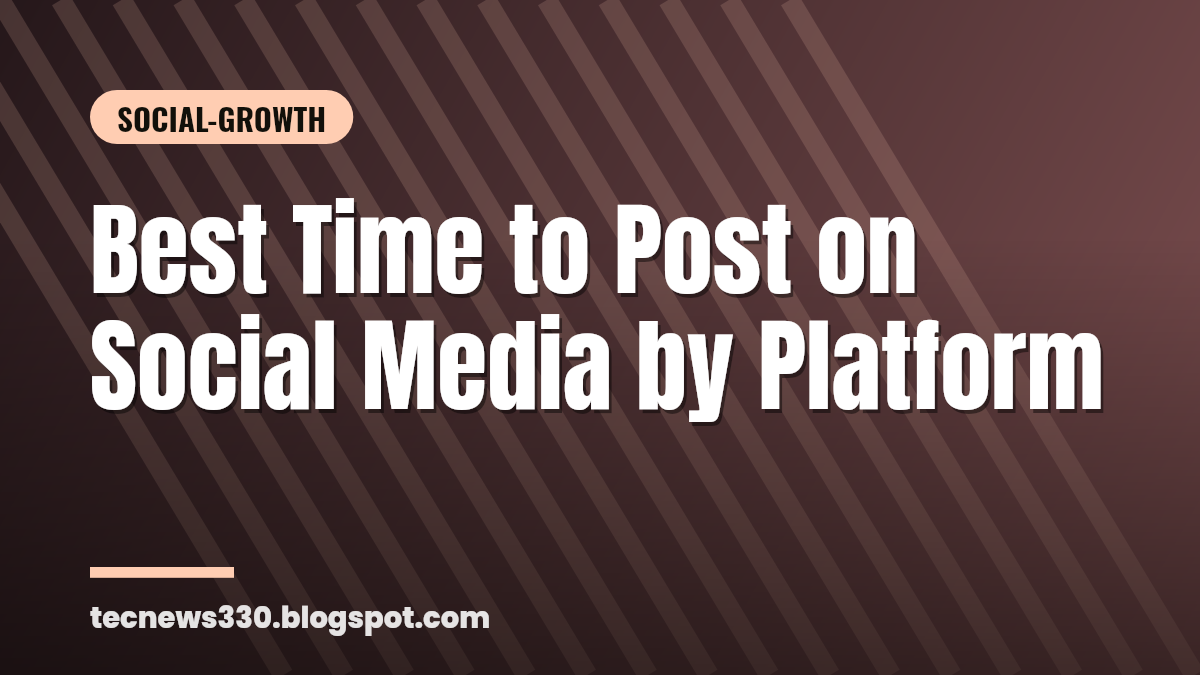 SOCIAL-GROWTH
Best Time to Post on
Social Media by Platform
tecnews330.blogspot.com